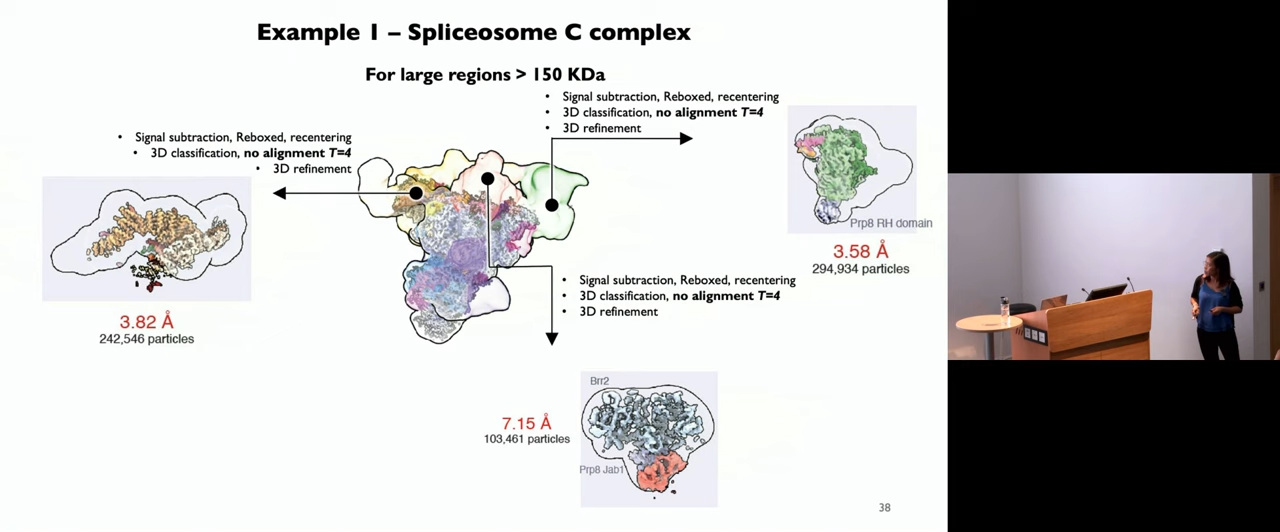 Example 1 – Spliceosome C complex
For large regions > 150 KDa
• Signal subtraction, Reboxed, recentering
• 3D classification, no alignment T=4
• 3D refinement
• Signal subtraction, Reboxed, recentering
• 3D classification, no alignment T=4
• 3D refinement
Prp8 RH domain
3.58 Å
294,934 particles
• Signal subtraction, Reboxed, recentering
• 3D classification, no alignment T=4
• 3D refinement
3.82 Å
242,546 particles
Brr2
7.15 Å
103,461 particles
Prp8 Jab1
38